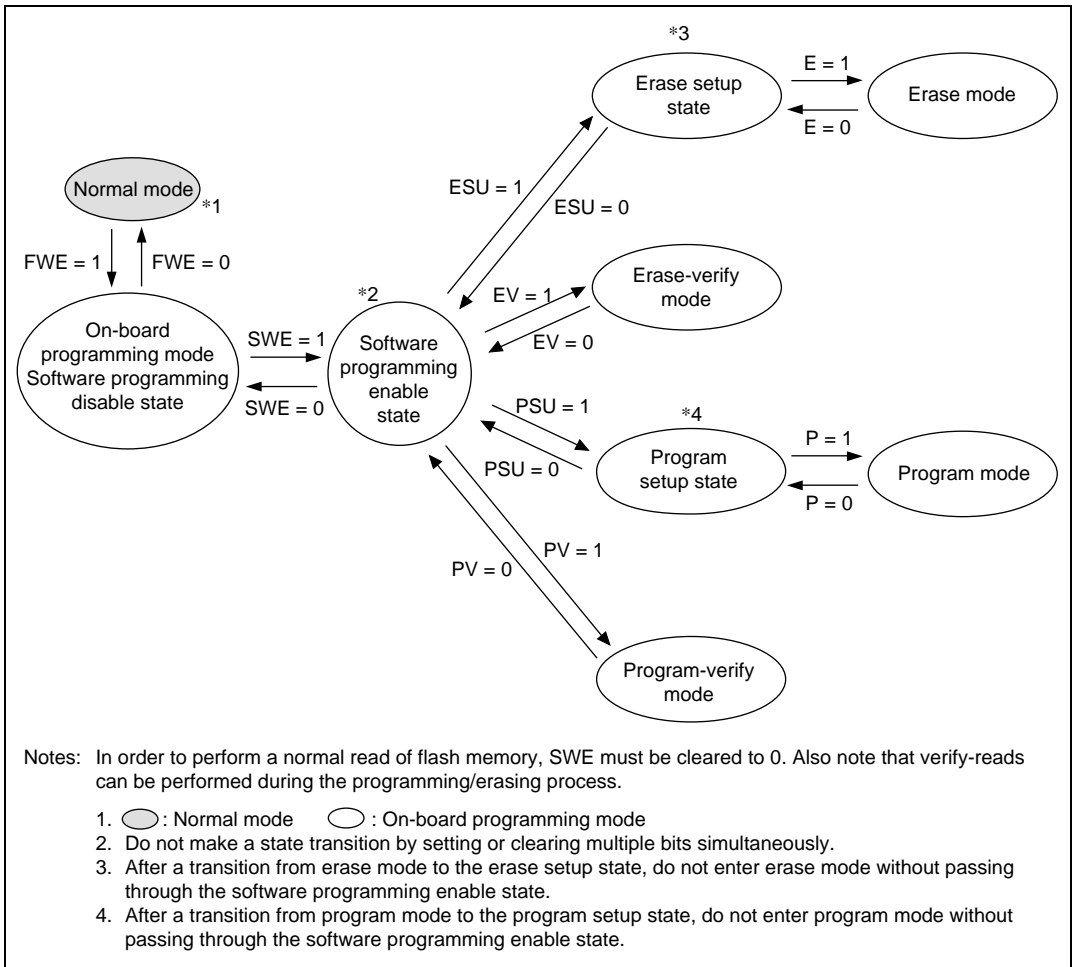 *3
Erase setup
state
E = 1
E = 0
Erase mode
Normal mode
*1
FWE = 1
FWE = 0
ESU = 1
ESU = 0
Erase-verify
mode
*2
EV = 1
EV = 0
On-board
programming mode
Software programming
disable state
SWE = 1
SWE = 0
Software
programming
enable
state
PSU = 1
PSU = 0
*4
Program
setup state
P = 1
P = 0
Program mode
PV = 1
PV = 0
Program-verify
mode
Notes: In order to perform a normal read of flash memory, SWE must be cleared to 0. Also note that verify-reads
can be performed during the programming/erasing process.
1. : Normal mode : On-board programming mode
2. Do not make a state transition by setting or clearing multiple bits simultaneously.
3. After a transition from erase mode to the erase setup state, do not enter erase mode without passing
through the software programming enable state.
4. After a transition from program mode to the program setup state, do not enter program mode without
passing through the software programming enable state.